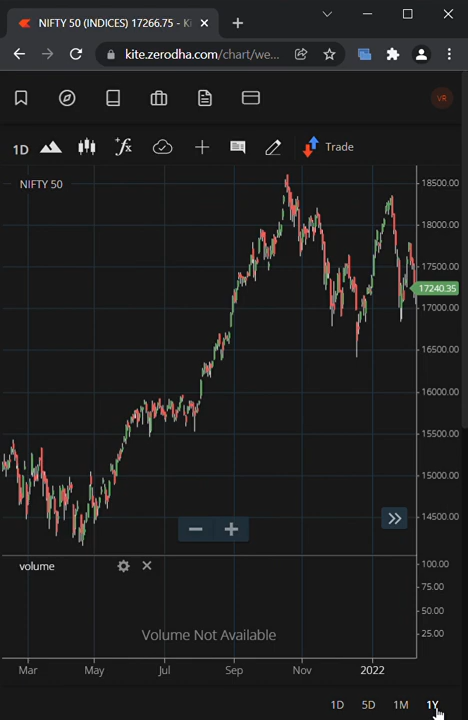 NIFTY 50 (INDICES) 17266.75 - Ki
kite.zerodha.com/chart/we...
VR
1D
fx
Trade
NIFTY 50
18500.00
18000.00
17500.00
17240.35
17000.00
16500.00
16000.00
15500.00
15000.00
14500.00
volume
100.00
75.00
50.00
25.00
Volume Not Available
Mar May Jul Sep Nov 2022
1D 5D 1M 1Y